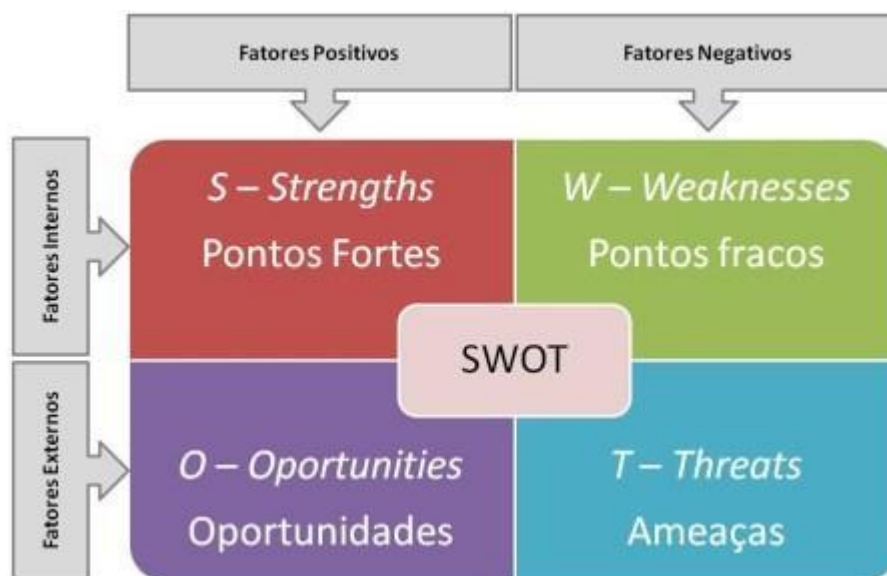 Fatores Positivos
Fatores Negativos
Fatores Internos
S – Strengths
Pontos Fortes
W – Weaknesses
Pontos fracos
SWOT
Fatores Externos
O – Oportunities
Oportunidades
T – Threats
Ameaças